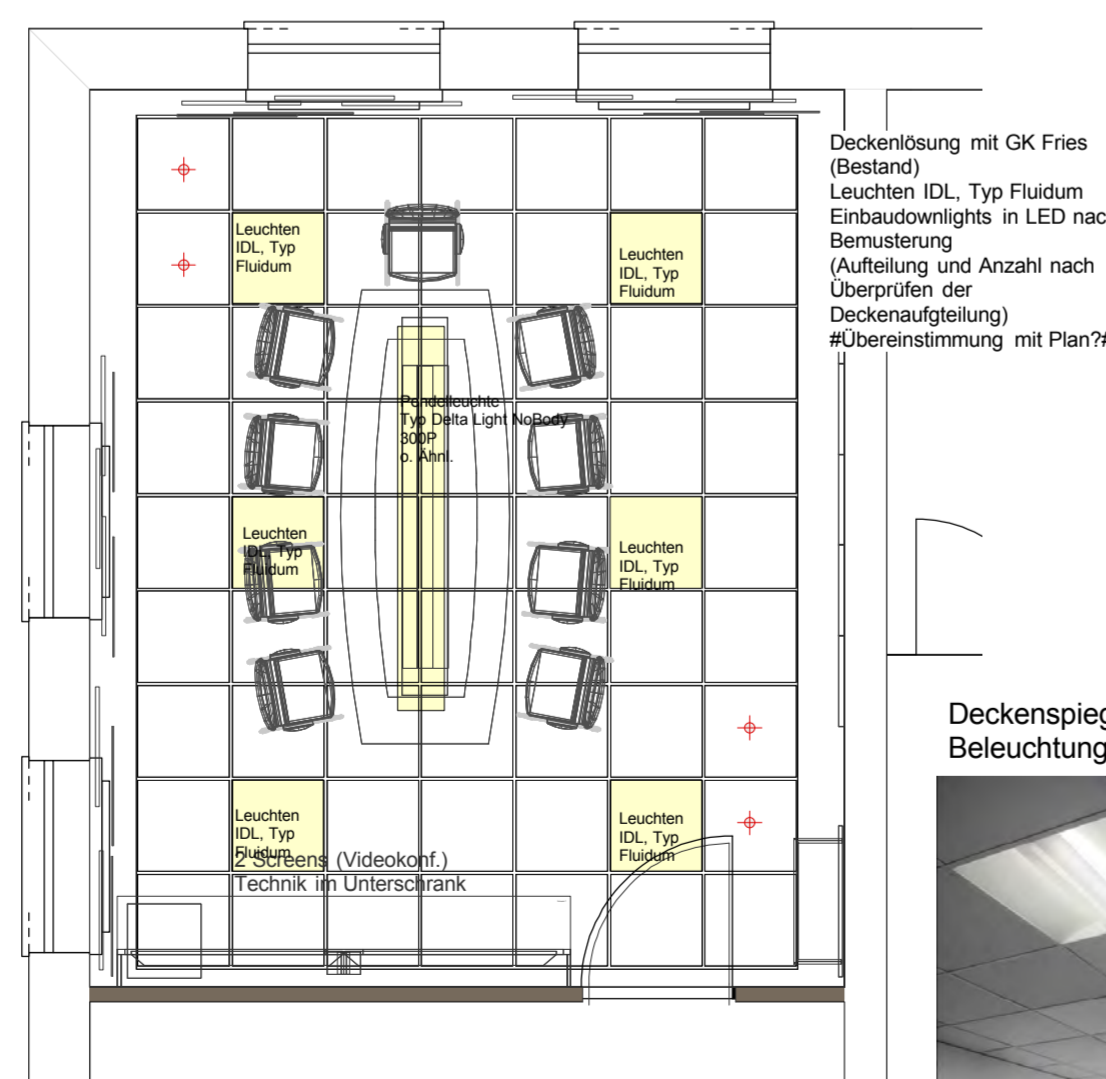 Deckenlösung mit GK Fries
(Bestand)
Leuchten IDL, Typ Fluidum
Einbaudownlights in LED nac
Bemusterung
(Aufteilung und Anzahl nach
Überprüfen der
Deckenaufgteilung)
#Übereinstimmung mit Plan?#
Leuchten
IDL, Typ
Fluidum
Leuchten
IDL, Typ
Fluidum
Pendelleuchte
Typ Delta Light NoBody
300P
o. Ähnl.
Leuchten
IDL, Typ
Fluidum
Leuchten
IDL, Typ
Fluidum
Leuchten
IDL, Typ
Fluidum
Leuchten
IDL, Typ
Fluidum
2 Screens (Videokonf.)
Technik im Unterschrank
Deckenspieg
Beleuchtung